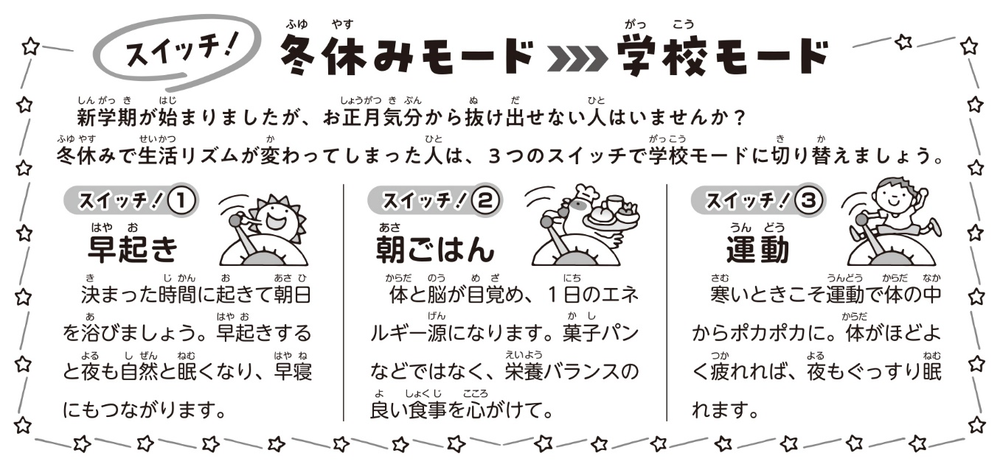 スイッチ! 冬休みモード 学校モード
新学期が始まりましたが、お正月気分から抜け出せない人はいませんか?
冬休みで生活リズムが変わってしまった人は、3つのスイッチで学校モードに切り替えましょう。
スイッチ! ①
早起き
決まった時間に起きて朝日
を浴びましょう。早起きする
と夜も自然と眠くなり、早寝
にもつながります。
スイッチ! ②
朝ごはん
体と脳が目覚め、1日のエネ
ルギー源になります。菓子パン
などではなく、栄養バランスの
良い食事を心がけて。
スイッチ! ③
運動
寒いときこそ運動で体の中
からポカポカに。体がほどよ
く疲れれば、夜もぐっすり眠
れます。